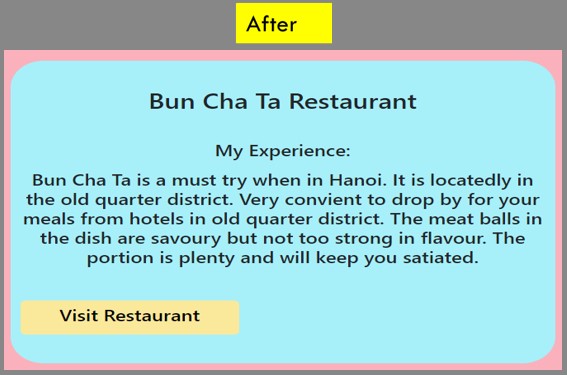 After
Bun Cha Ta Restaurant
My Experience:
Bun Cha Ta is a must try when in Hanoi. It is locatedly in
the old quarter district. Very convient to drop by for your
meals from hotels in old quarter district. The meat balls in
the dish are savoury but not too strong in flavour. The
portion is plenty and will keep you satiated.
Visit Restaurant